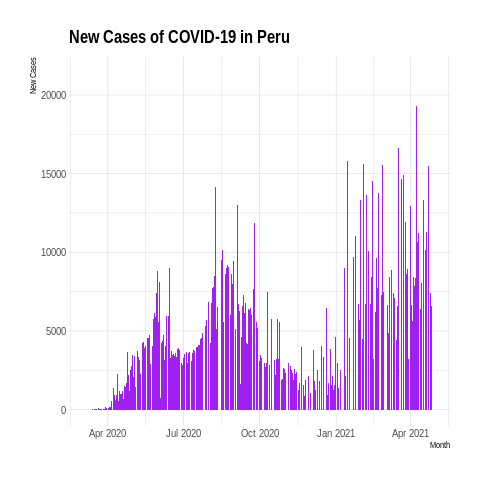 New Cases of COVID-19 in Peru
New Cases
20000
15000
10000
5000
0
Apr 2020
Jul 2020
Oct 2020
Jan 2021
Apr 2021
Month